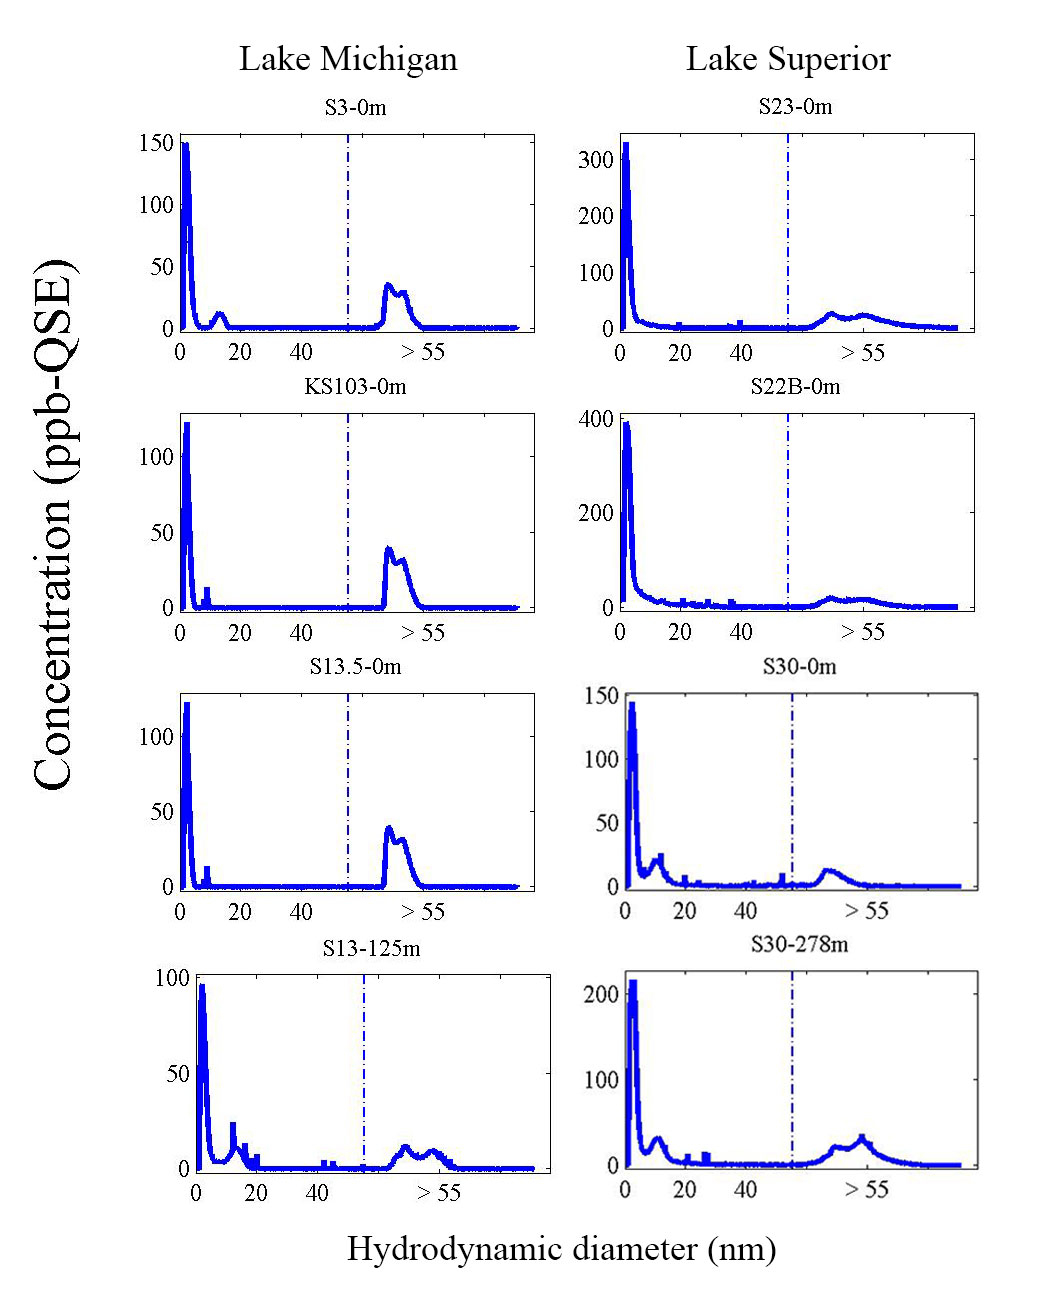 Lake Michigan
Lake Superior
Concentration (ppb-QSE)
S3-0m
150
100
50
0
0 20 40 > 55
S23-0m
300
200
100
0
0 20 40 > 55
KS103-0m
100
50
0
0 20 40 > 55
S22B-0m
400
200
0
0 20 40 > 55
S13.5-0m
100
50
0
0 20 40 > 55
S30-0m
150
100
50
0
0 20 40 > 55
S13-125m
100
50
0
0 20 40 > 55
S30-278m
200
100
0
0 20 40 > 55
Hydrodynamic diameter (nm)